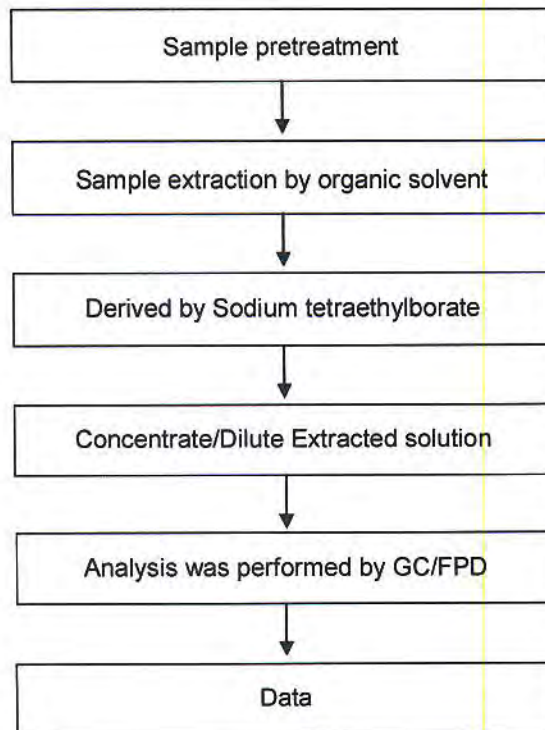 Sample pretreatment
Sample extraction by organic solvent
Derived by Sodium tetraethylborate
Concentrate/Dilute Extracted solution
Analysis was performed by GC/FPD
Data